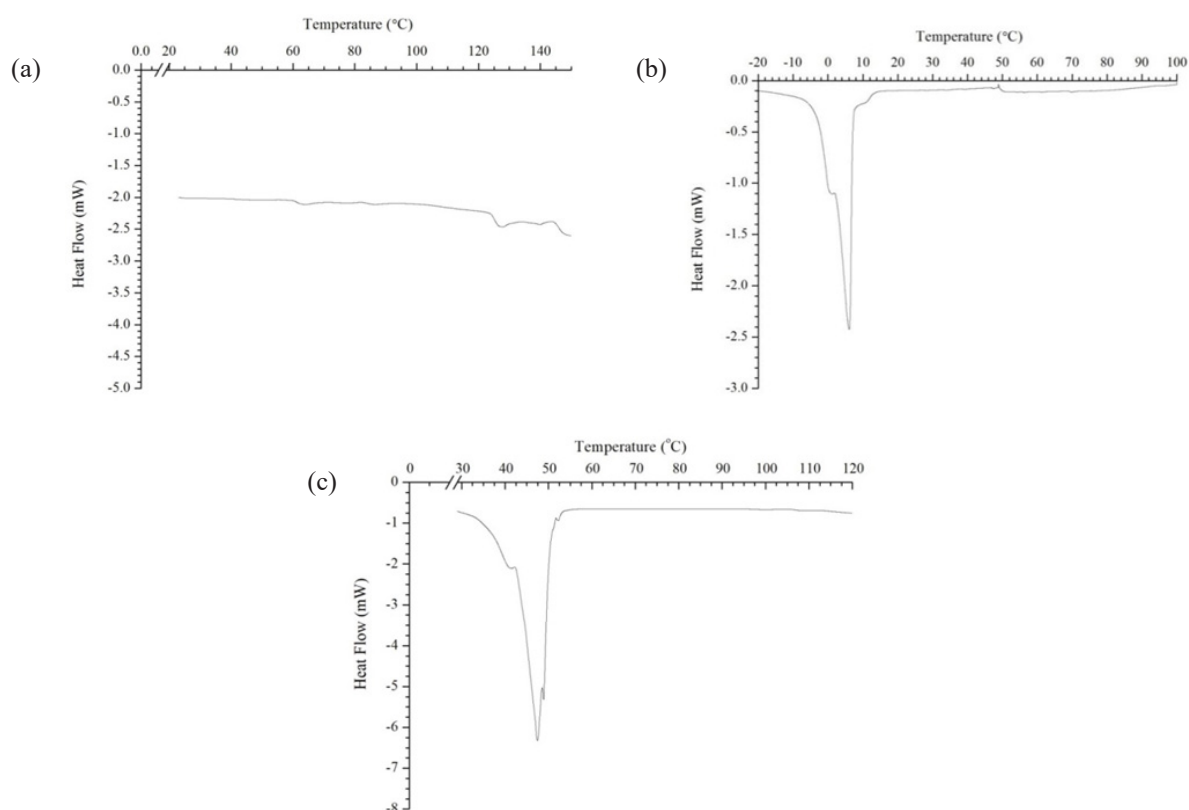 (a)
Temperature (°C)
0.0 20 40 60 80 100 120 140
0.0
-0.5
-1.0
-1.5
-2.0
-2.5
-3.0
-3.5
-4.0
-4.5
-5.0
Heat Flow (mW)
(b)
Temperature (°C)
-20 -10 0 10 20 30 40 50 60 70 80 90 100
0.0
-0.5
-1.0
-1.5
-2.0
-2.5
-3.0
Heat Flow (mW)
(c)
Temperature (°C)
0 30 40 50 60 70 80 90 100 110 120
0
-1
-2
-3
-4
-5
-6
-7
-8
Heat Flow (mW)